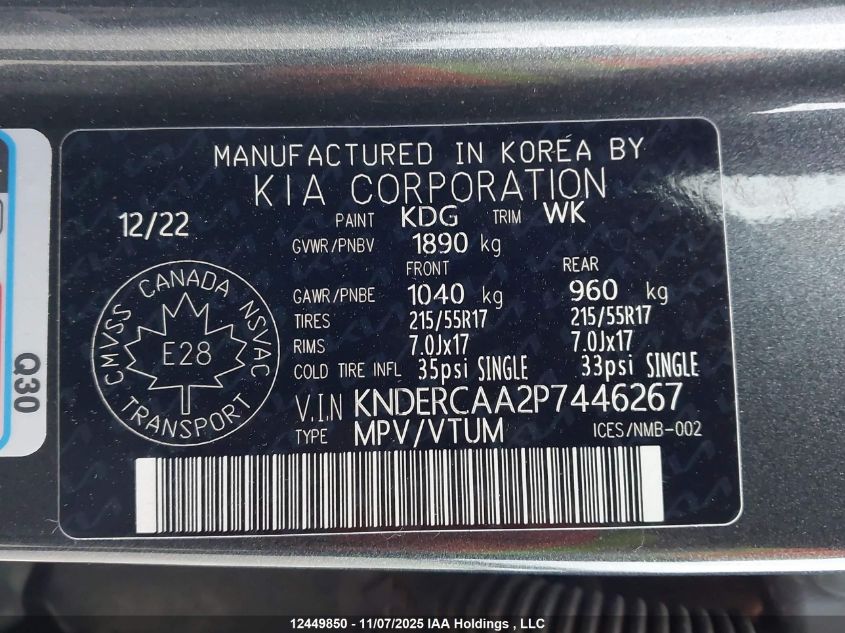 MANUFACTURED IN KOREA BY
KIA CORPORATION
12/22
PAINT KDG TRIM WK
GVWR/PNBV 1890 kg
FRONT REAR
GAWR/PNBE 1040 kg 960 kg
TIRES 215/55R17 215/55R17
RIMS 7.0Jx17 7.0Jx17
COLD TIRE INFL 35psi SINGLE 33psi SINGLE
V.I.N KNDERCAA2P7446267
TYPE MPV/VTUM ICES/NMB-002
CANADA
CMVSS NSVAC
E28
TRANSPORT
Q30
12449850 - 11/07/2025 IAA Holdings , LLC